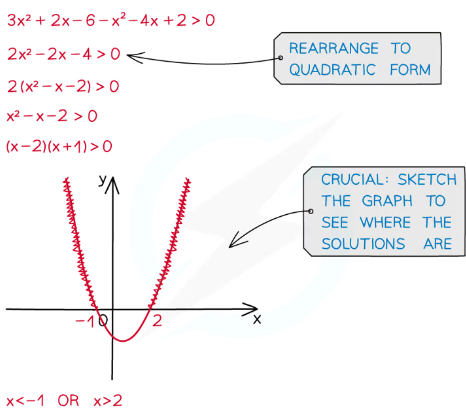 3x² + 2x - 6 - x² - 4x + 2 > 0
2x² - 2x - 4 > 0
REARRANGE TO
QUADRATIC FORM
2(x² - x - 2) > 0
x² - x - 2 > 0
(x-2)(x+1) > 0
CRUCIAL: SKETCH
THE GRAPH TO
SEE WHERE THE
SOLUTIONS ARE
y
-1 0 2 x
x<-1 OR x>2